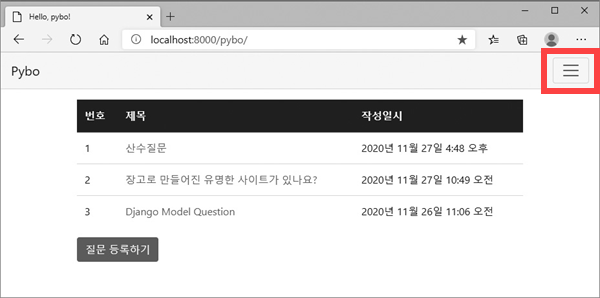 Hello, pybo!
localhost:8000/pybo/
Pybo
번호 제목 작성일시
1 산수질문 2020년 11월 27일 4:48 오후
2 장고로 만들어진 유명한 사이트가 있나요? 2020년 11월 27일 10:49 오전
3 Django Model Question 2020년 11월 26일 11:06 오전
질문 등록하기